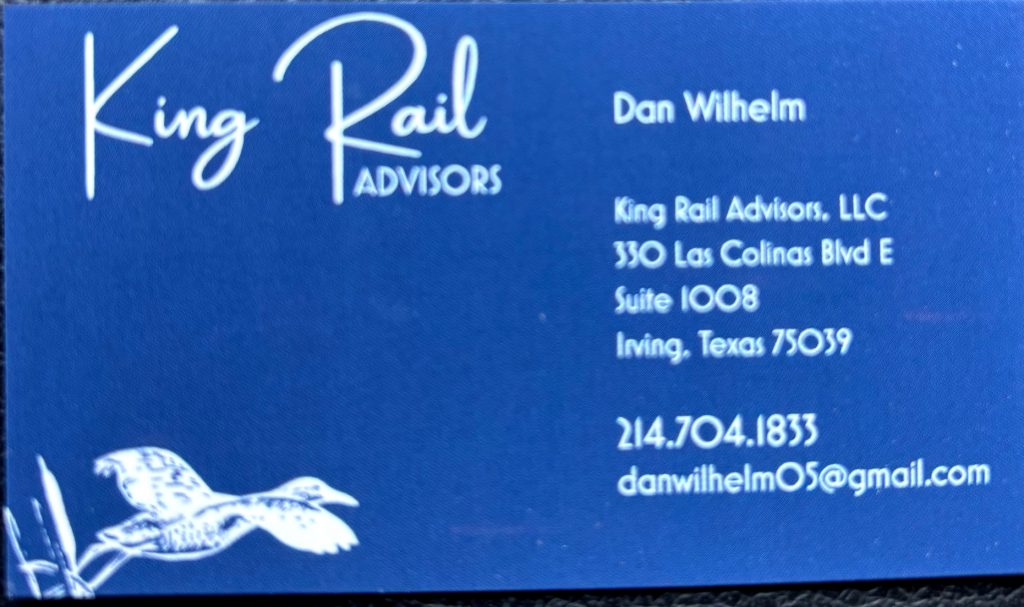 King Rail
ADVISORS
Dan Wilhelm
King Rail Advisors, LLC
330 Las Colinas Blvd E
Suite 1008
Irving, Texas 75039
214.704.1833
danwilhelm05@gmail.com